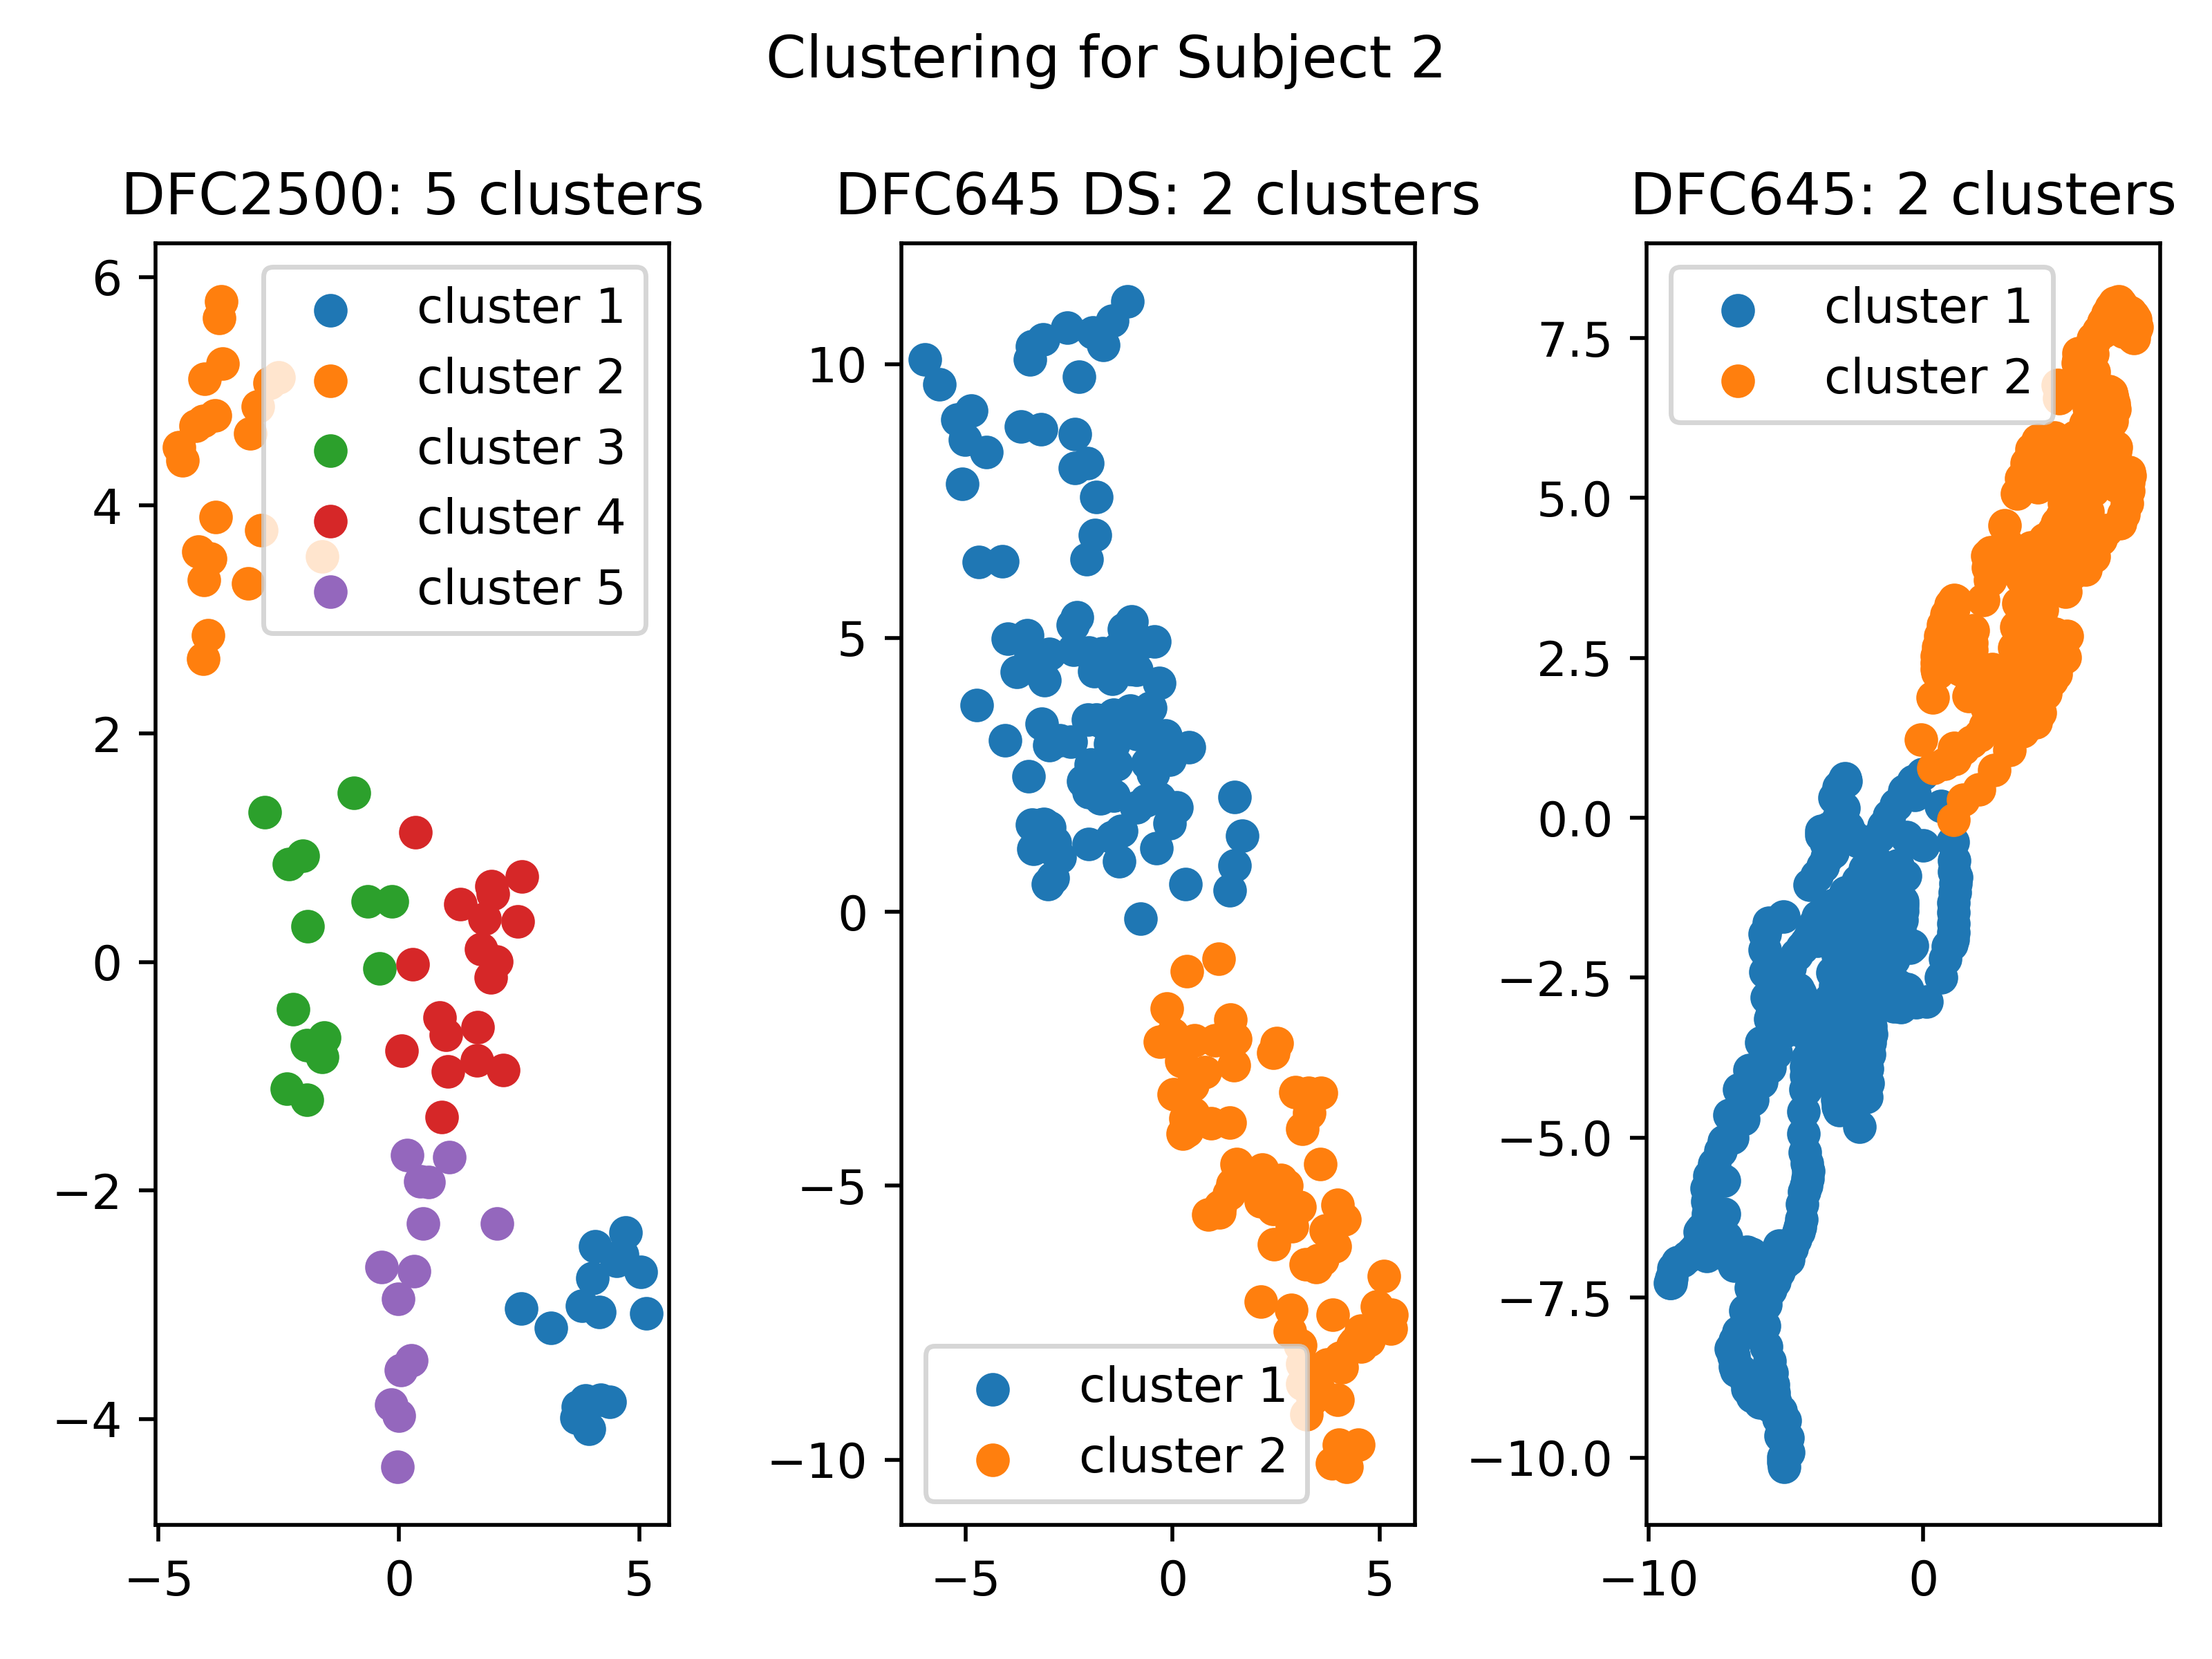 Clustering for Subject 2
DFC2500: 5 clusters
6
4
2
0
−2
−4
−5
0
5
cluster 1
cluster 2
cluster 3
cluster 4
cluster 5
DFC645 DS: 2 clusters
10
5
0
−5
−10
−5
0
5
cluster 1
cluster 2
DFC645: 2 clusters
7.5
5.0
2.5
0.0
−2.5
−5.0
−7.5
−10.0
−10
0
cluster 1
cluster 2